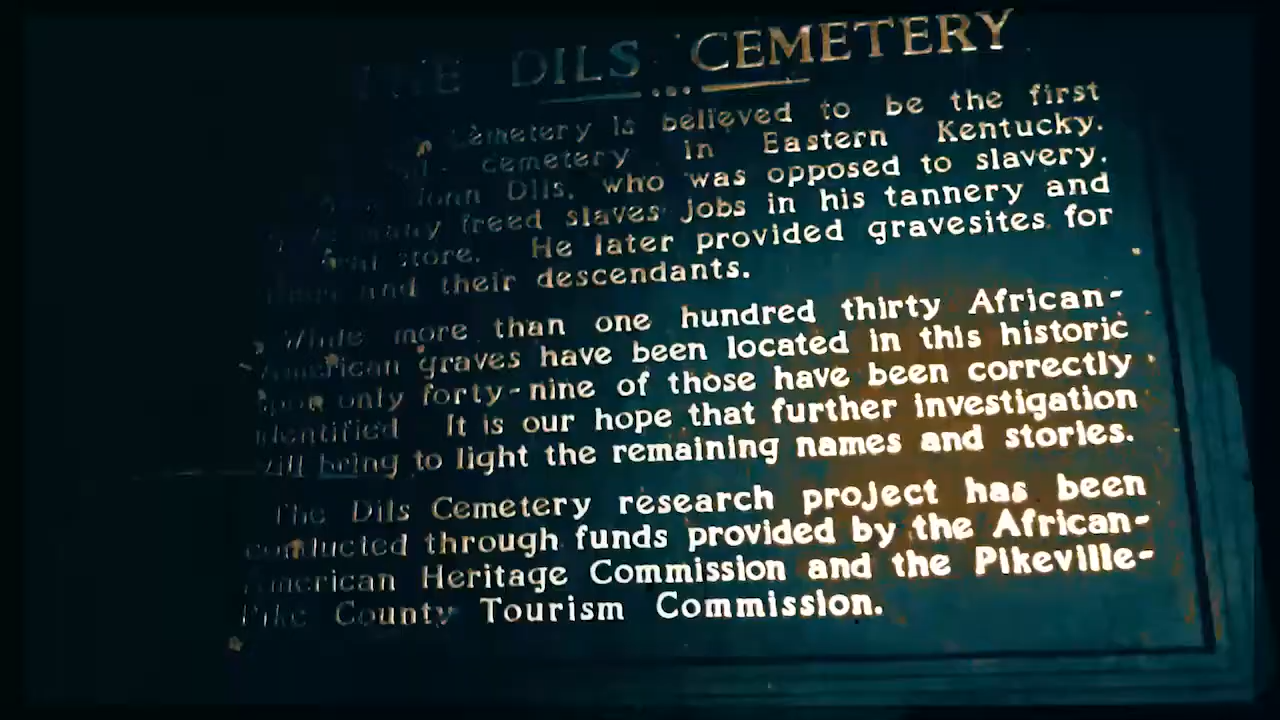 THE DILS CEMETERY
Cemetery is believed to be the first
cemetery in Eastern Kentucky.
John Dils, who was opposed to slavery,
many freed slaves jobs in his tannery and
store. He later provided gravesites for
and their descendants.
While more than one hundred thirty African-
American graves have been located in this historic
only forty-nine of those have been correctly
identified It is our hope that further investigation
will bring to light the remaining names and stories.
The Dils Cemetery research project has been
conducted through funds provided by the African-
American Heritage Commission and the Pikeville-
Pike County Tourism Commission.